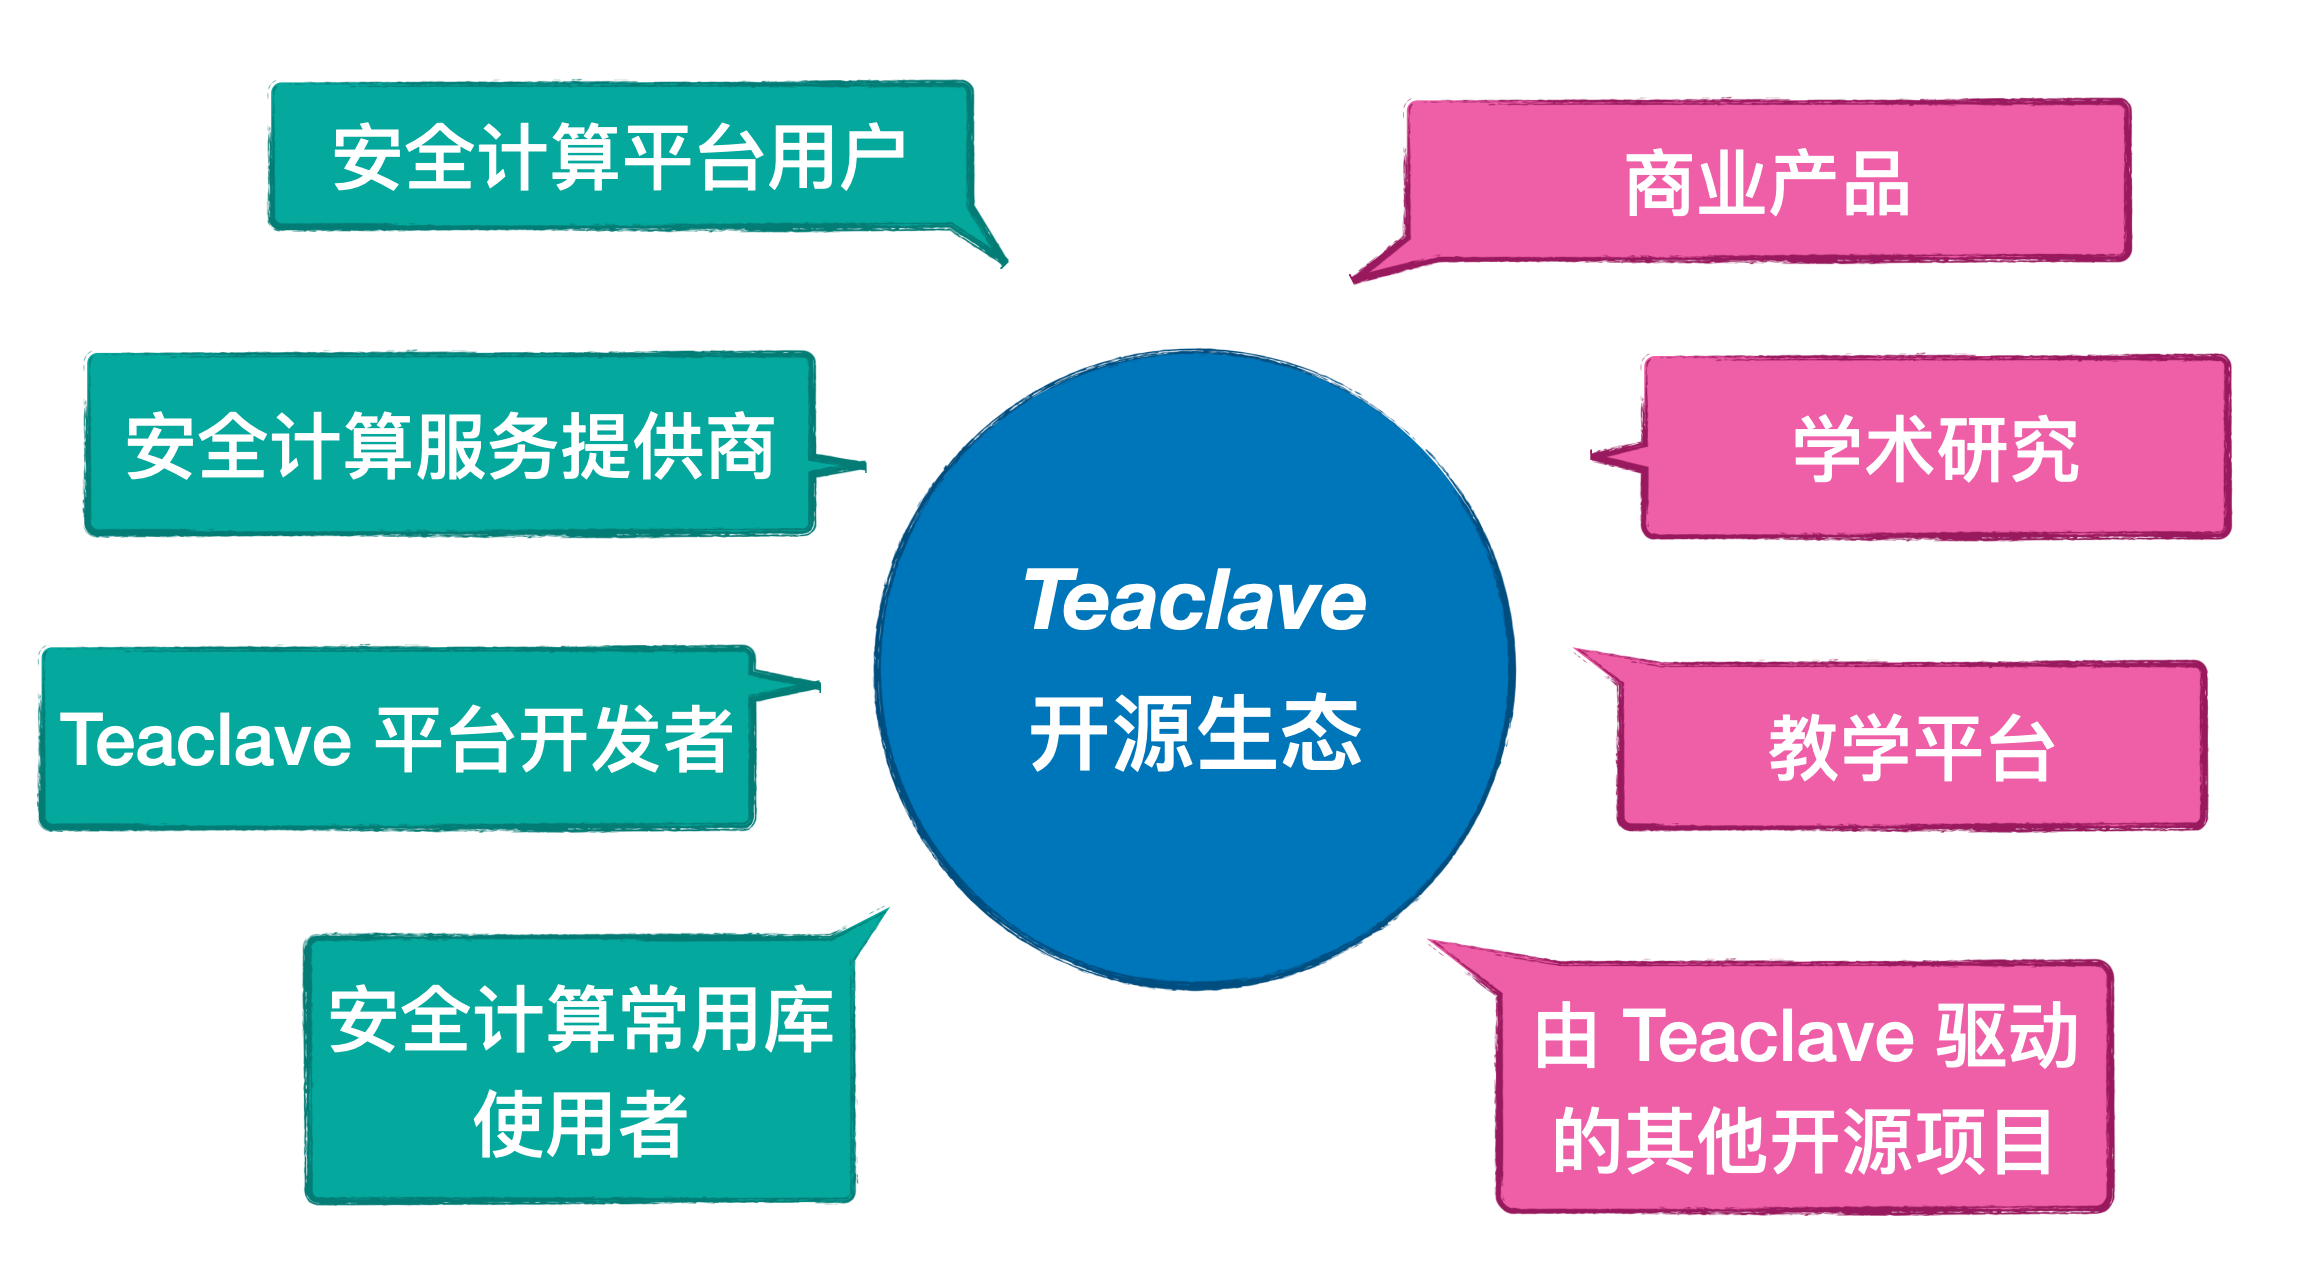 安全计算平台用户
安全计算服务提供商
Teaclave 平台开发者
安全计算常用库
使用者
Teaclave
开源生态
商业产品
学术研究
教学平台
由 Teaclave 驱动
的其他开源项目